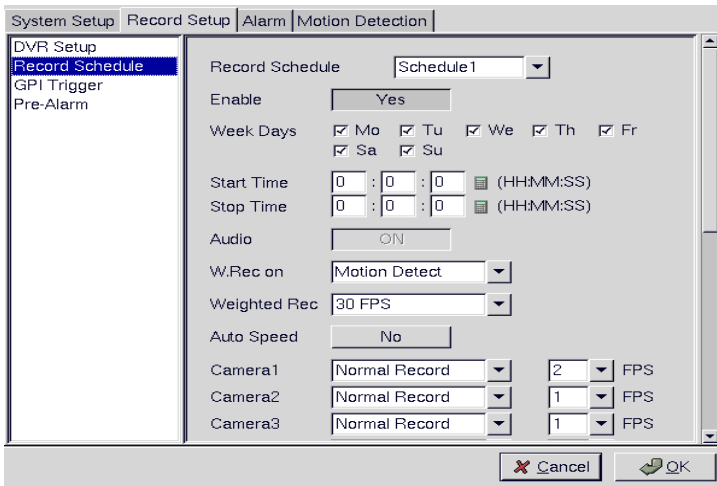 System Setup Record Setup Alarm Motion Detection
DVR Setup
Record Schedule
GPI Trigger
Pre-Alarm
Record Schedule Schedule1
Enable Yes
Week Days Mo Tu We Th Fr
Sa Su
Start Time 0 : 0 : 0 (HH:MM:SS)
Stop Time 0 : 0 : 0 (HH:MM:SS)
Audio ON
W.Rec on Motion Detect
Weighted Rec 30 FPS
Auto Speed No
Camera1 Normal Record 2 FPS
Camera2 Normal Record 1 FPS
Camera3 Normal Record 1 FPS
Cancel OK